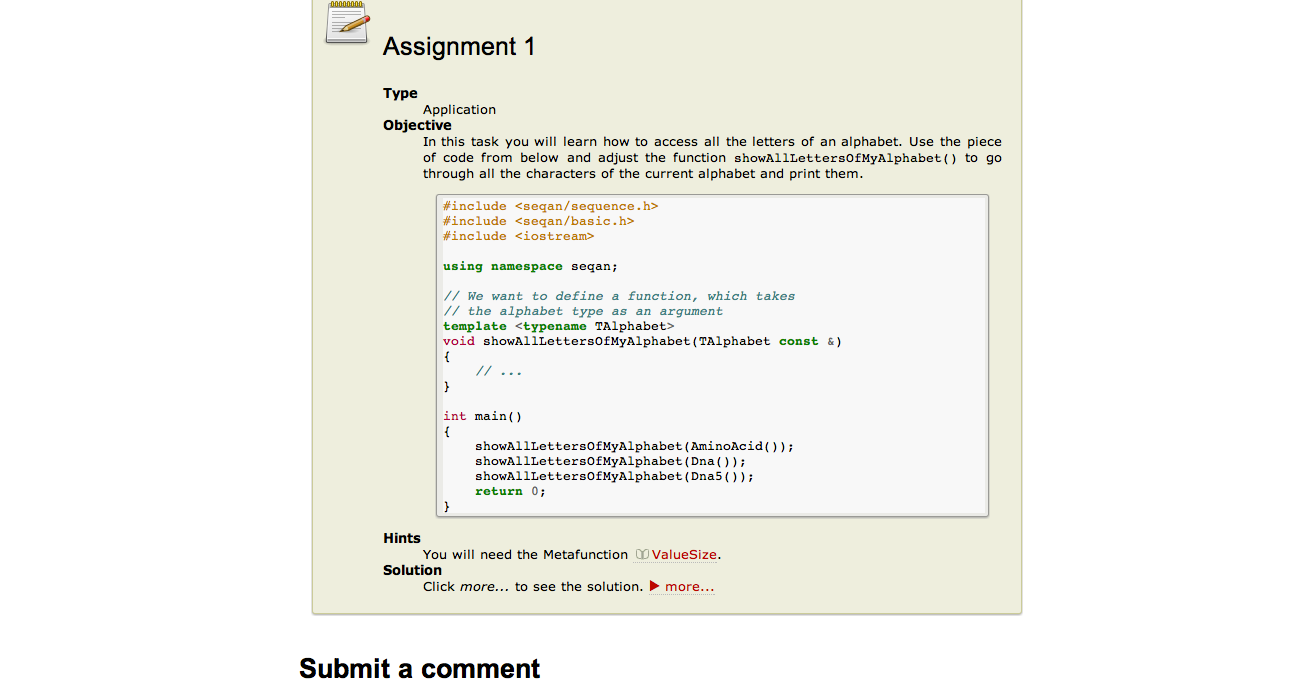 Assignment 1
Type
Application
Objective
In this task you will learn how to access all the letters of an alphabet. Use the piece
of code from below and adjust the function showAllLettersOfMyAlphabet() to go
through all the characters of the current alphabet and print them.
#include <seqan/sequence.h>
#include <seqan/basic.h>
#include <iostream>
using namespace seqan;
// We want to define a function, which takes
// the alphabet type as an argument
template <typename TAlphabet>
void showAllLettersOfMyAlphabet(TAlphabet const &)
{
    // ...
}
int main()
{
    showAllLettersOfMyAlphabet(AminoAcid());
    showAllLettersOfMyAlphabet(Dna());
    showAllLettersOfMyAlphabet(Dna5());
    return 0;
}
Hints
You will need the Metafunction ValueSize.
Solution
Click more... to see the solution. more...
Submit a comment